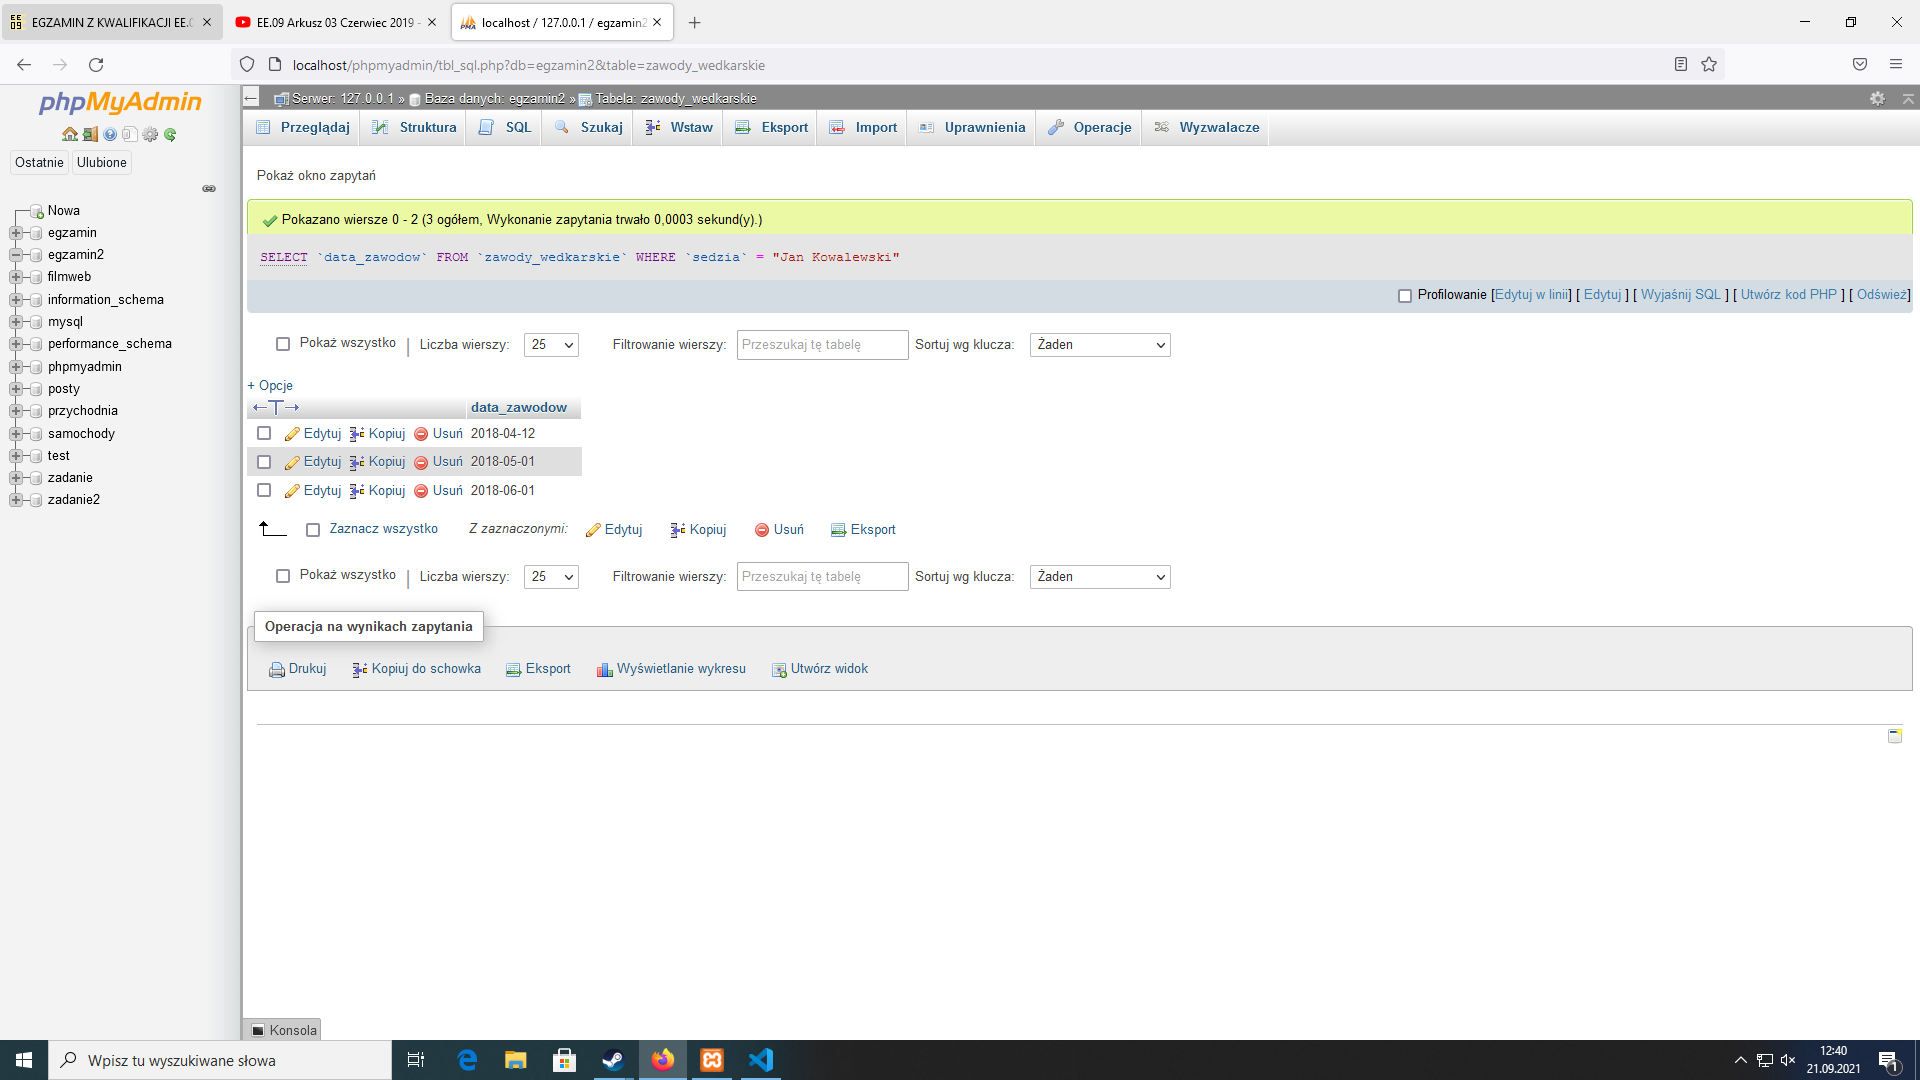 EGZAMIN Z KWALIFIKACJI EE.0
EE.09 Arkusz 03 Czerwiec 2019 -
localhost / 127.0.0.1 / egzamin2
localhost/phpmyadmin/tbl_sql.php?db=egzamin2&table=zawody_wedkarskie
phpMyAdmin
Ostatnie
Ulubione
Nowa
egzamin
egzamin2
filmweb
information_schema
mysql
performance_schema
phpmyadmin
posty
przychodnia
samochody
test
zadanie
zadanie2
Serwer: 127.0.0.1 » Baza danych: egzamin2 » Tabela: zawody_wedkarskie
Przeglądaj Struktura SQL Szukaj Wstaw Eksport Import Uprawnienia Operacje Wyzwalacze
Pokaż okno zapytań
Pokazano wiersze 0 - 2 (3 ogółem, Wykonanie zapytania trwało 0,0003 sekund(y).)
SELECT `data_zawodow` FROM `zawody_wedkarskie` WHERE `sedzia` = "Jan Kowalewski"
Profilowanie [Edytuj w linii] [ Edytuj ] [ Wyjaśnij SQL ] [ Utwórz kod PHP ] [ Odśwież]
Pokaż wszystko | Liczba wierszy: 25 Filtrowanie wierszy: Przeszukaj tę tabelę Sortuj wg klucza: Żaden
+ Opcje
←T→ data_zawodow
Edytuj Kopiuj Usuń 2018-04-12
Edytuj Kopiuj Usuń 2018-05-01
Edytuj Kopiuj Usuń 2018-06-01
Zaznacz wszystko Z zaznaczonymi: Edytuj Kopiuj Usuń Eksport
Pokaż wszystko | Liczba wierszy: 25 Filtrowanie wierszy: Przeszukaj tę tabelę Sortuj wg klucza: Żaden
Operacja na wynikach zapytania
Drukuj Kopiuj do schowka Eksport Wyświetlanie wykresu Utwórz widok
Konsola
Wpisz tu wyszukiwane słowa
12:40
21.09.2021
1